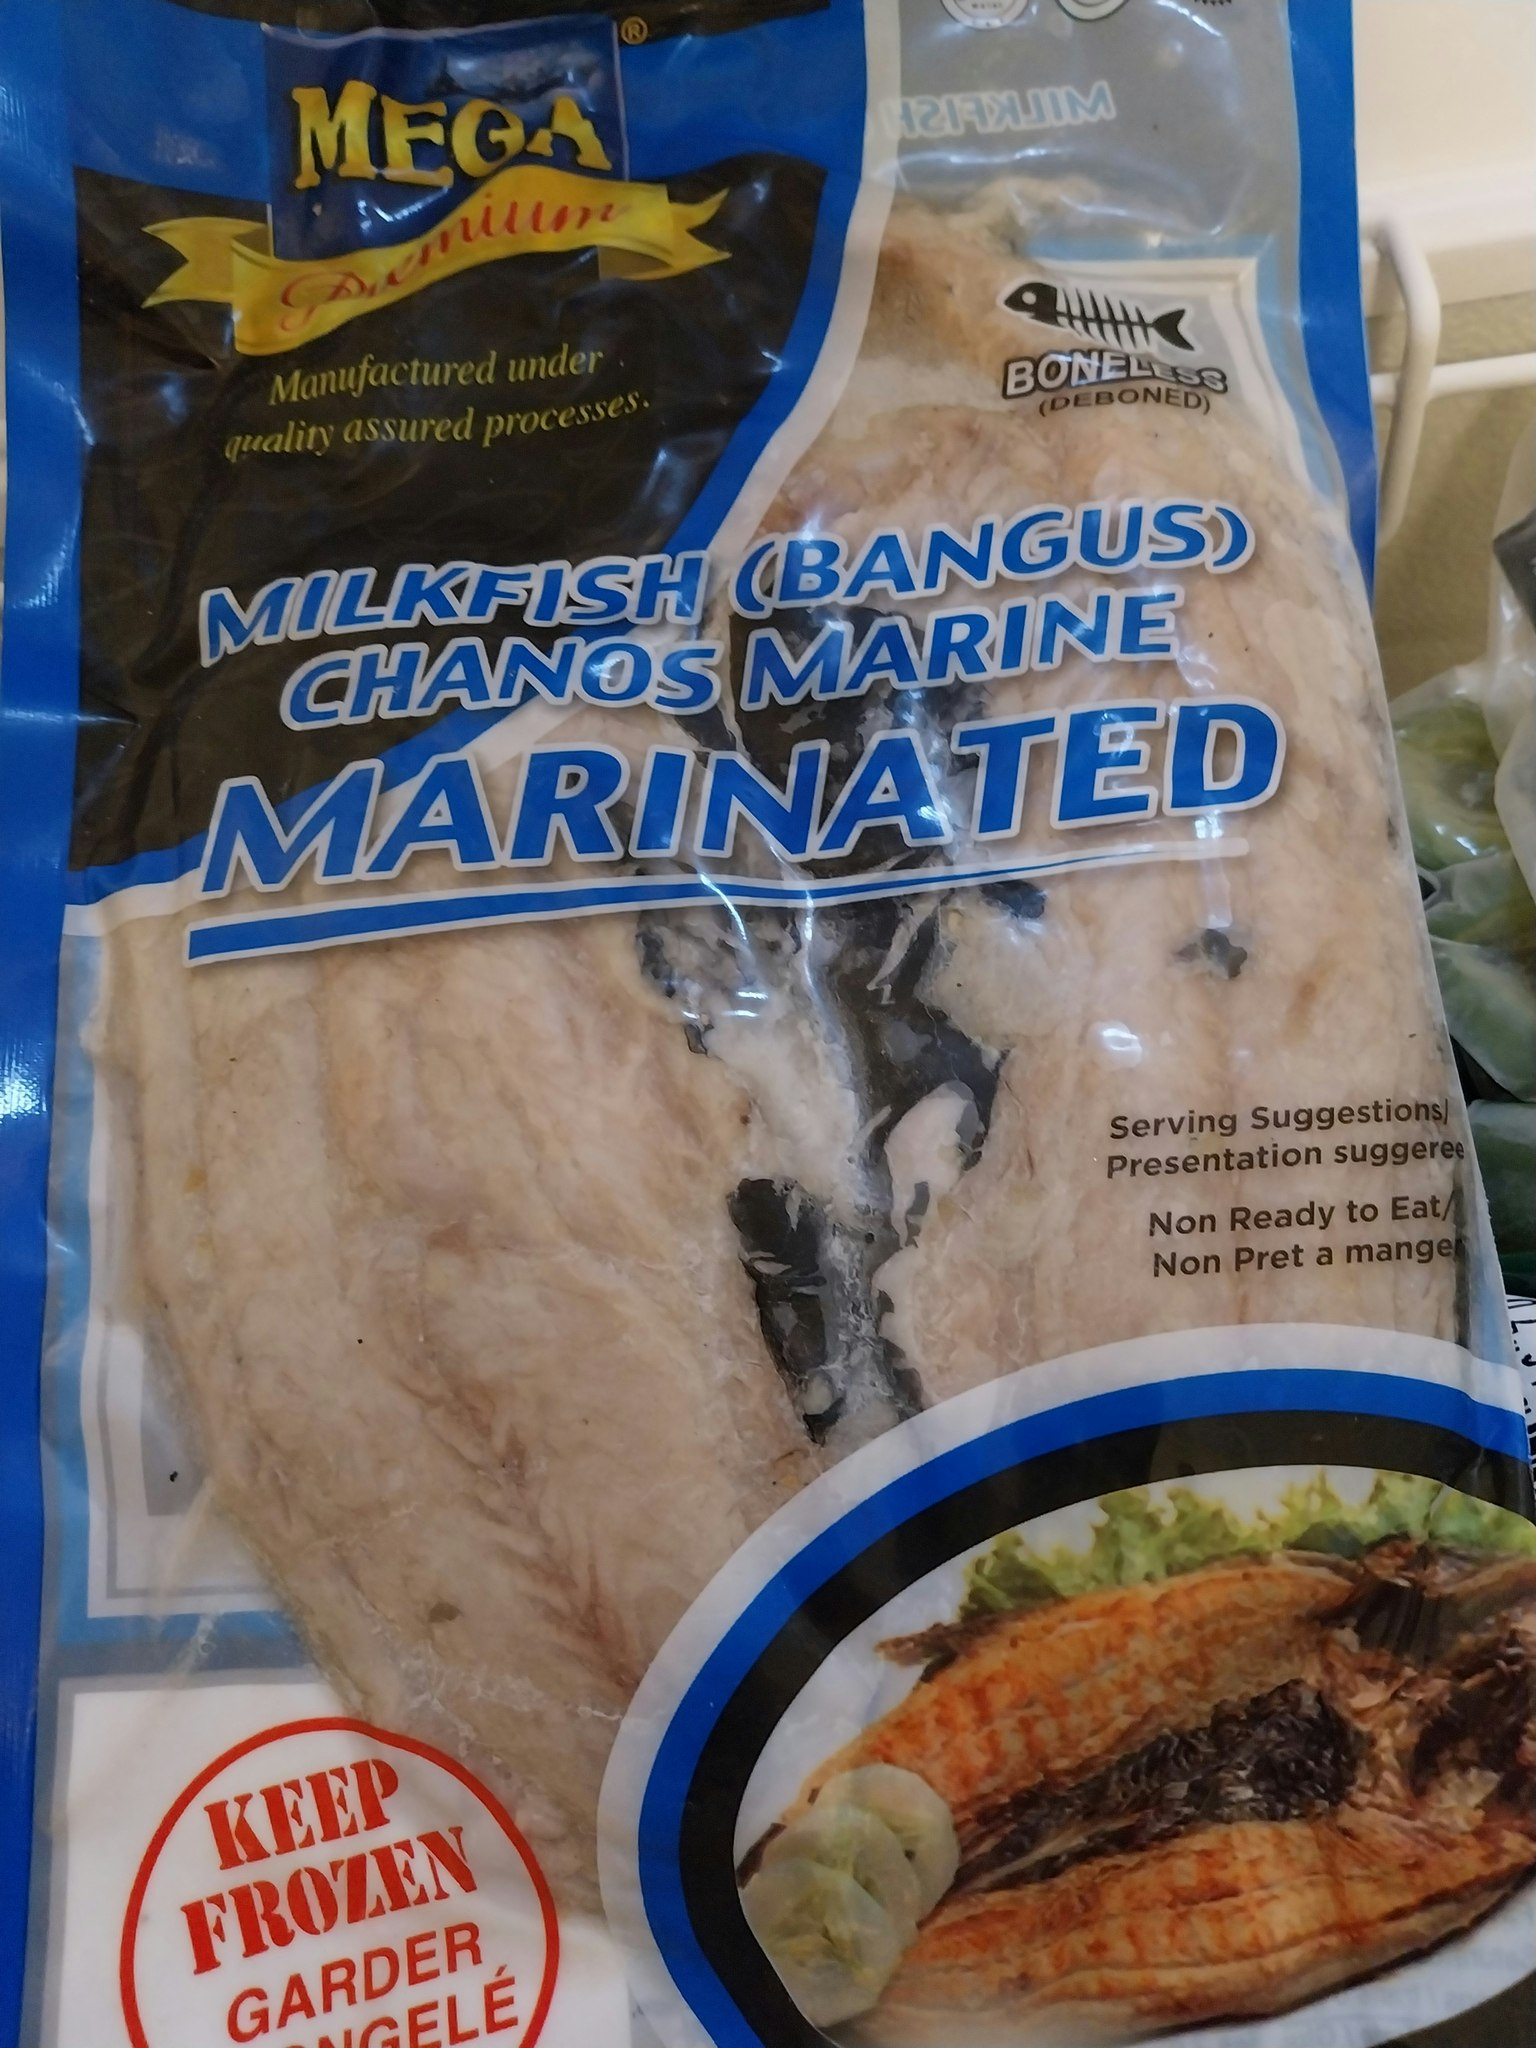 MEGA
®
Premium
Manufactured under
quality assured processes.
MILKFISH
BONELESS
(DEBONED)
MILKFISH (BANGUS)
CHANOS MARINE
MARINATED
Serving Suggestions/
Presentation suggeree
Non Ready to Eat/
Non Pret a manger
KEEP
FROZEN
GARDER
ONGELÉ